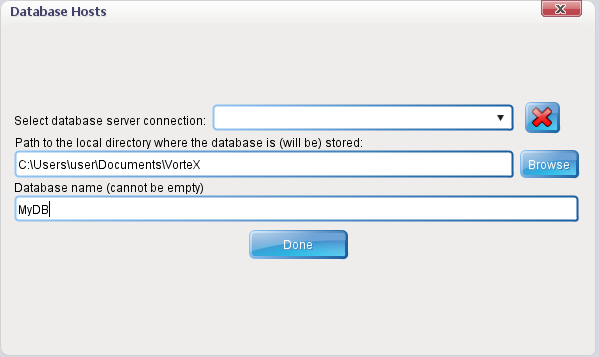 Database Hosts
Select database server connection:
Path to the local directory where the database is (will be) stored:
C:\Users\user\Documents\VorteX
Browse
Database name (cannot be empty)
MyDB
Done